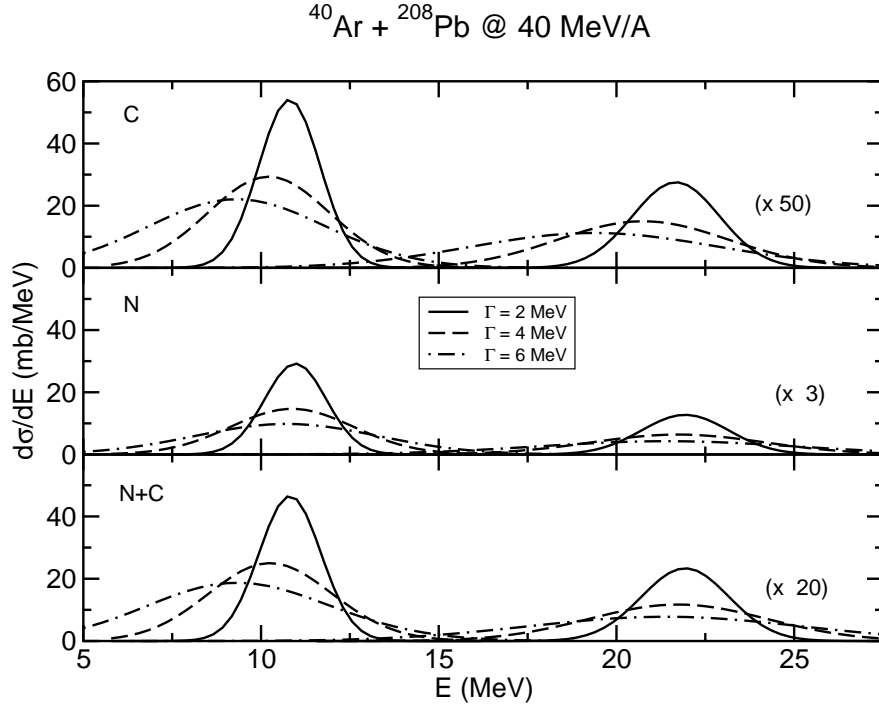 ⁴⁰Ar + ²⁰⁸Pb @ 40 MeV/A
60
C
40
(x 50)
20
0
N
40
Γ = 2 MeV
Γ = 4 MeV
Γ = 6 MeV
20
(x 3)
0
N+C
40
20
(x 20)
0
5 10 15 20 25
E (MeV)
dσ/dE (mb/MeV)